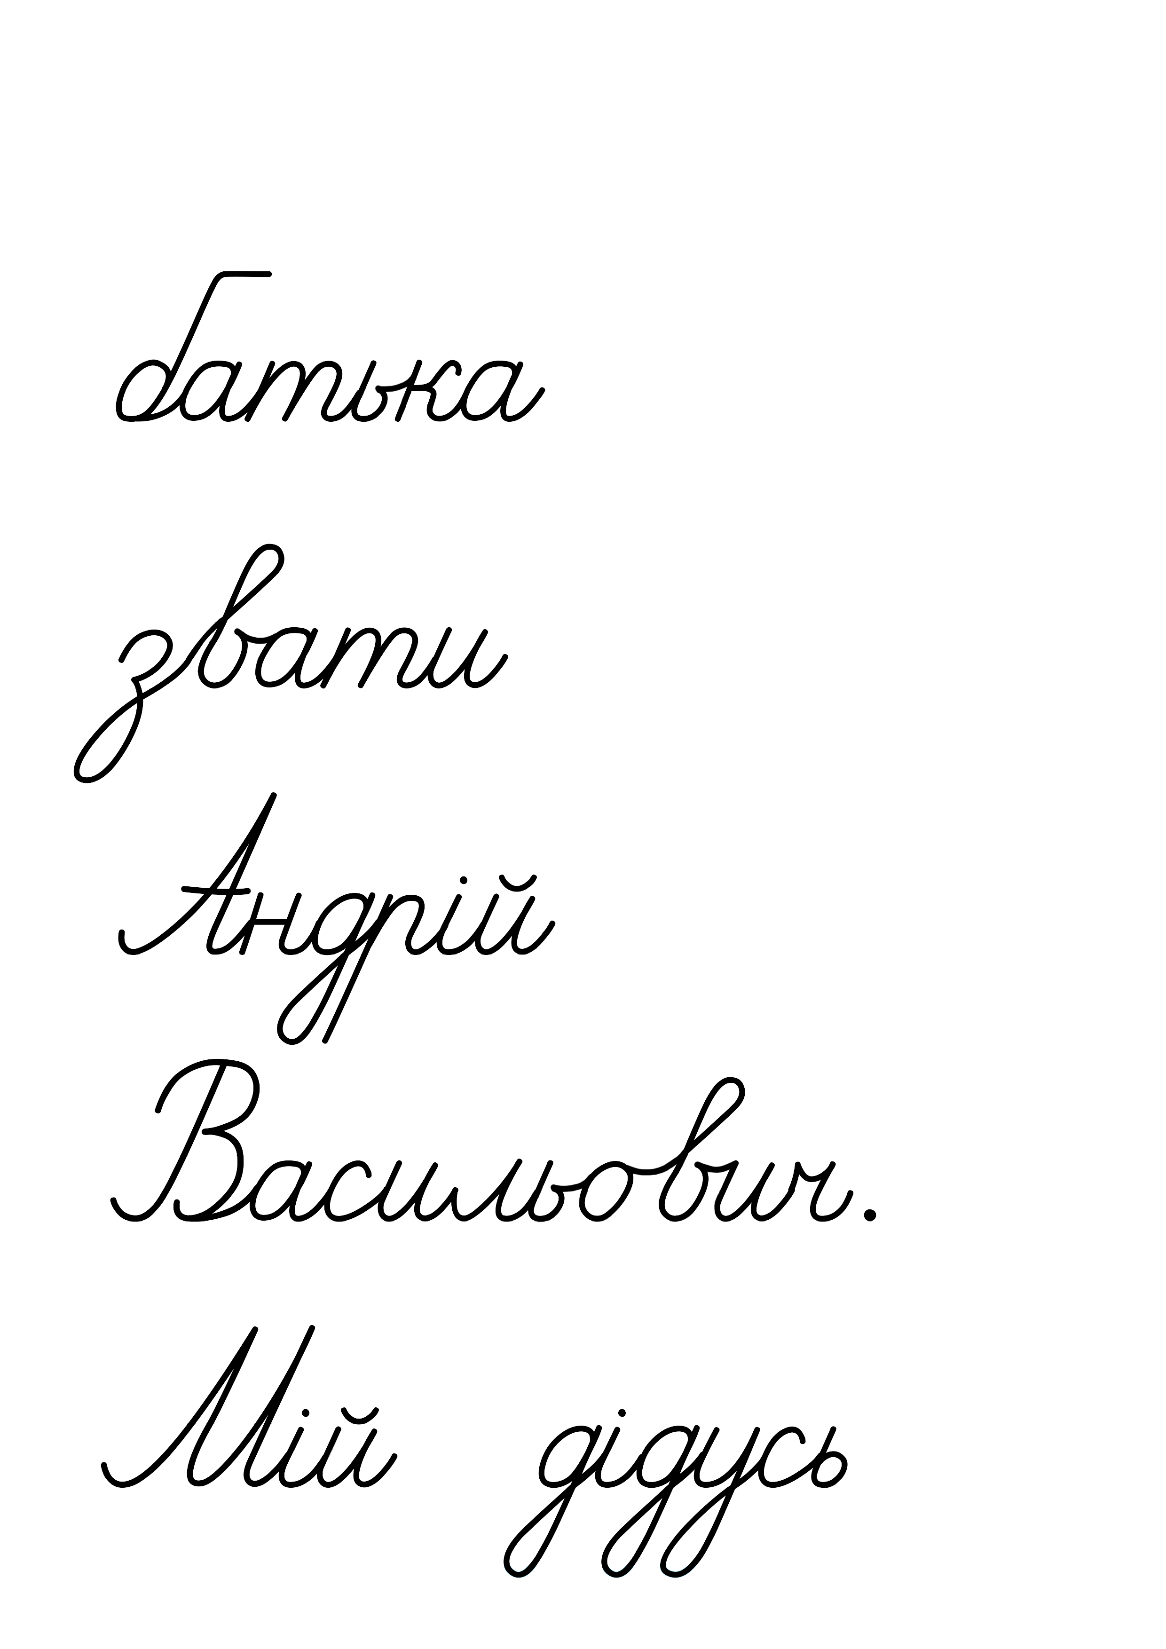 батька
звати
Андрій
Васильович.
Мій дідусь